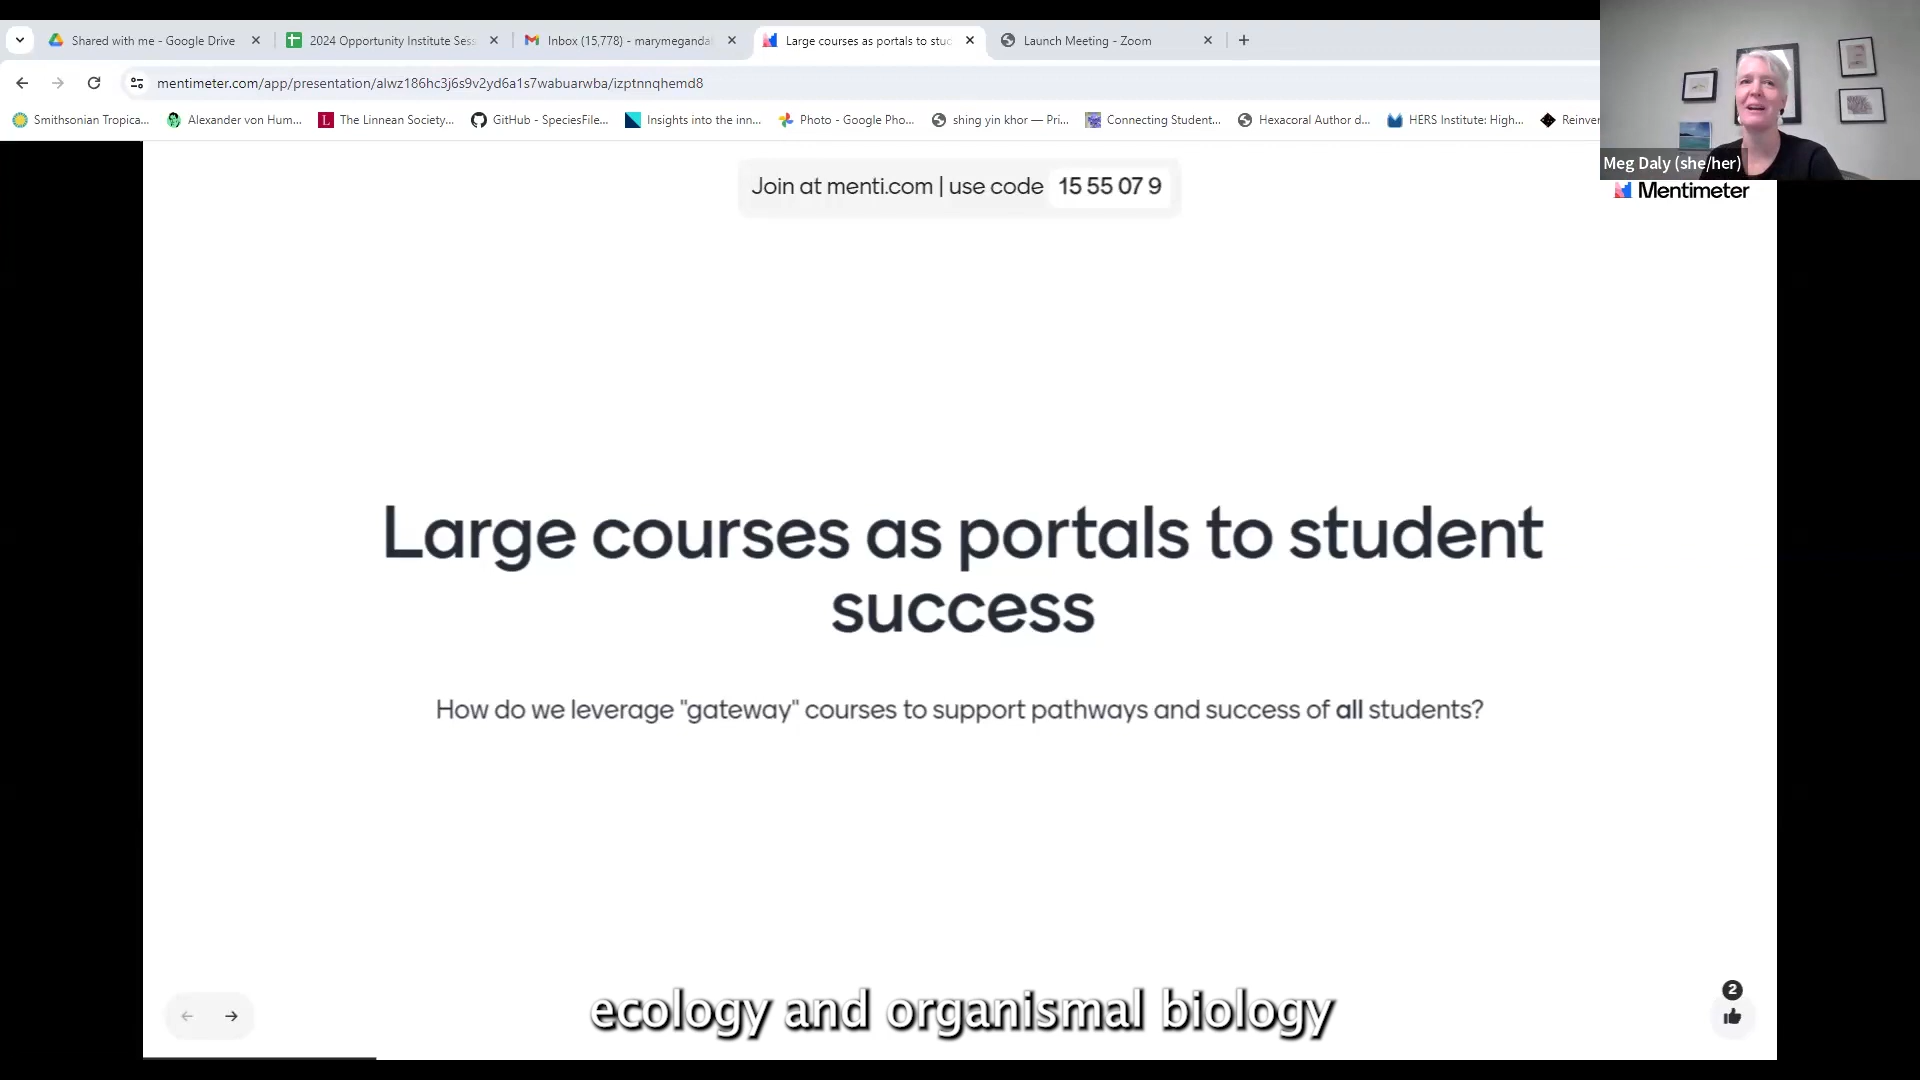 Shared with me - Google Drive
2024 Opportunity Institute Sess
Inbox (15,778) - marymeganda
Large courses as portals to stuc
Launch Meeting - Zoom
mentimeter.com/app/presentation/alwz186hc3j6s9v2yd6a1s7wabuarwba/izptnnqhemd8
Smithsonian Tropica...
Alexander von Hum...
The Linnean Society...
GitHub - SpeciesFile...
Insights into the inn...
Photo - Google Pho...
shing yin khor — Pri...
Connecting Student...
Hexacoral Author d...
HERS Institute: High...
Reinver
Meg Daly (she/her)
Join at menti.com | use code 15 55 07 9
Mentimeter
Large courses as portals to student
success
How do we leverage "gateway" courses to support pathways and success of all students?
2
ecology and organismal biology